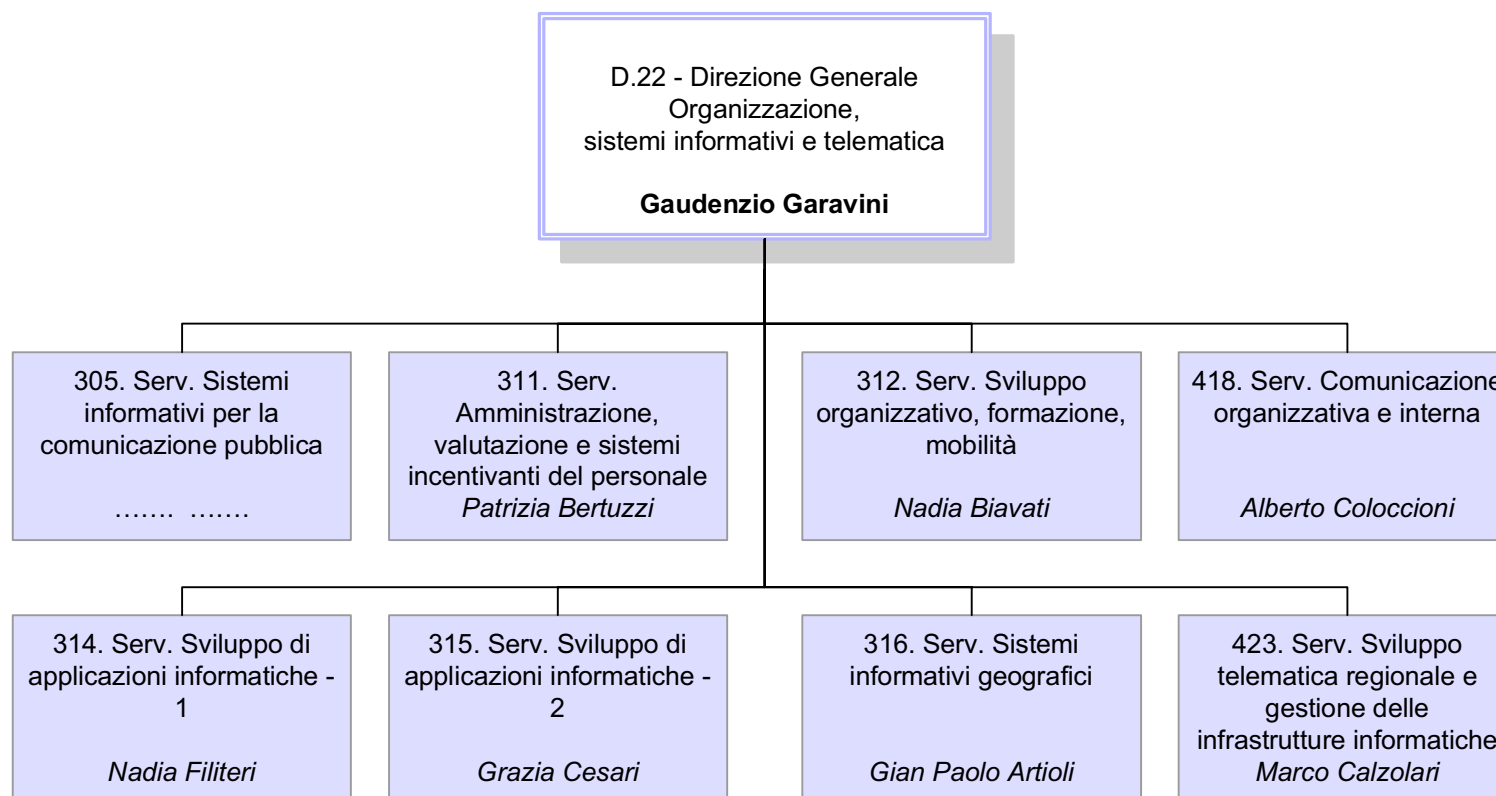 D.22 - Direzione Generale
Organizzazione,
sistemi informativi e telematica
Gaudenzio Garavini
305. Serv. Sistemi
informativi per la
comunicazione pubblica
……. …….
311. Serv.
Amministrazione,
valutazione e sistemi
incentivanti del personale
Patrizia Bertuzzi
312. Serv. Sviluppo
organizzativo, formazione,
mobilità
Nadia Biavati
418. Serv. Comunicazione
organizzativa e interna
Alberto Coloccioni
314. Serv. Sviluppo di
applicazioni informatiche -
1
Nadia Filiteri
315. Serv. Sviluppo di
applicazioni informatiche -
2
Grazia Cesari
316. Serv. Sistemi
informativi geografici
Gian Paolo Artioli
423. Serv. Sviluppo
telematica regionale e
gestione delle
infrastrutture informatiche
Marco Calzolari